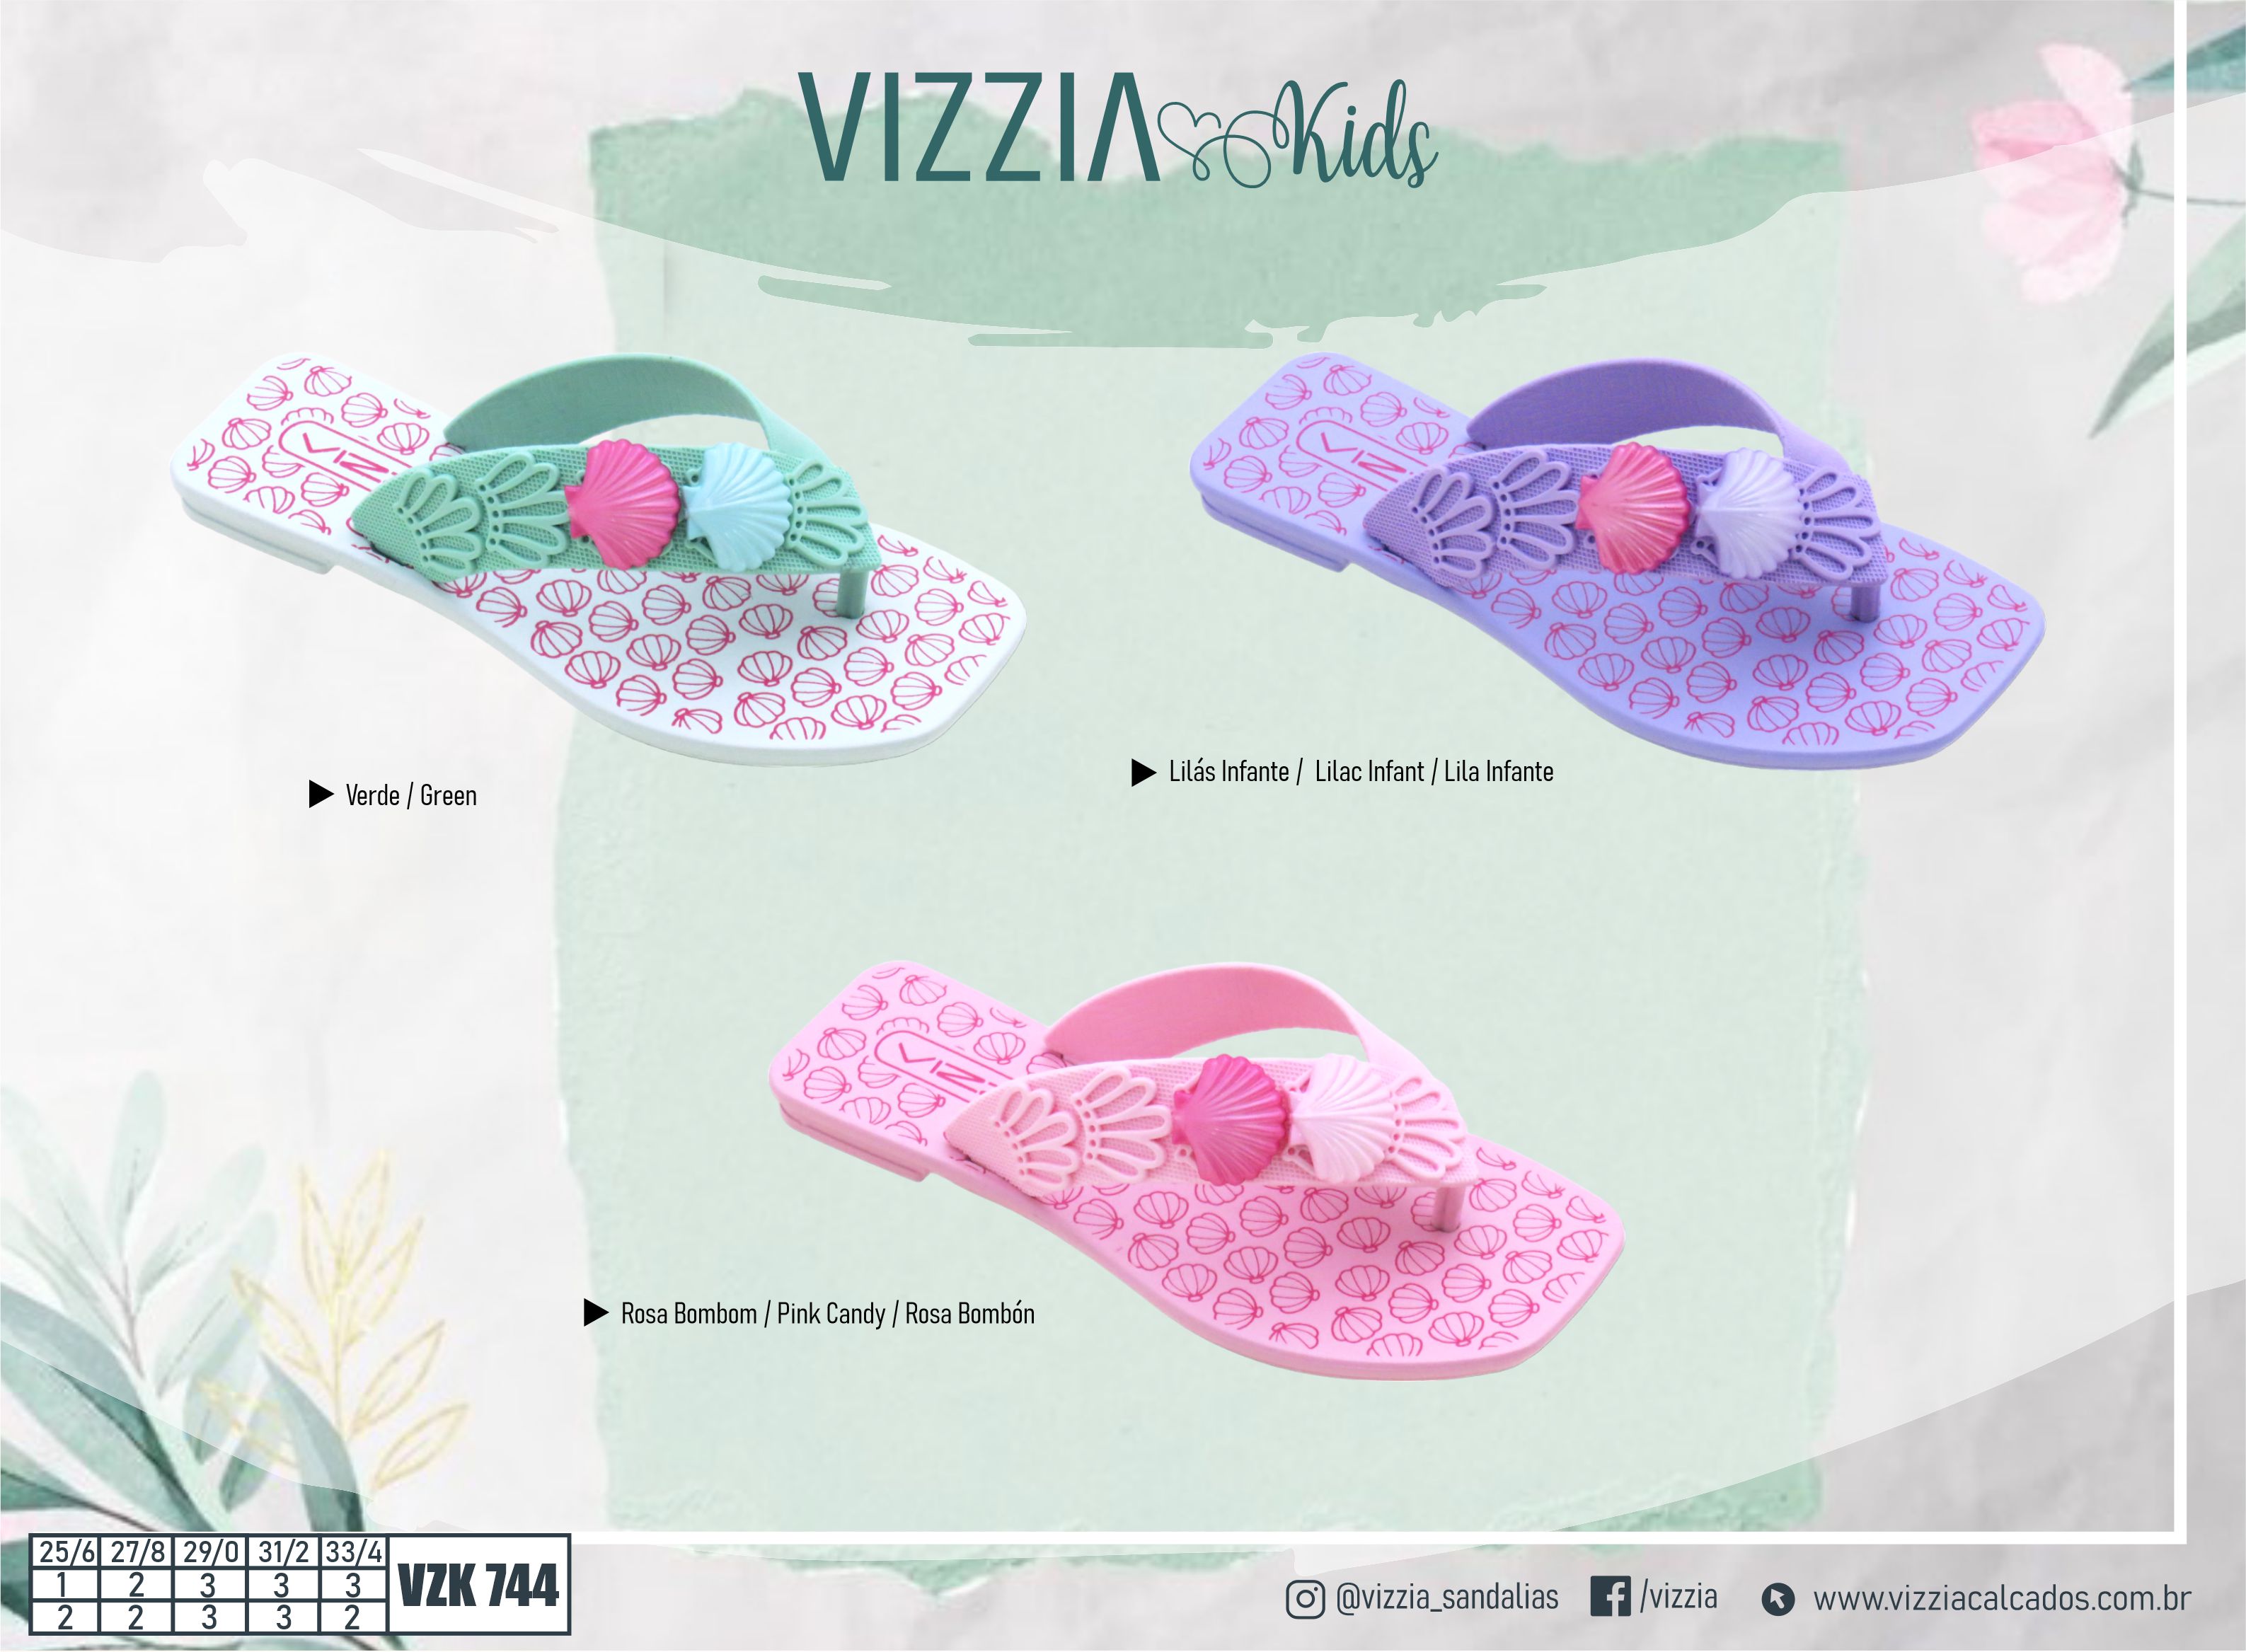 VIZZIA Kids
Verde / Green
Lilás Infante / Lilac Infant / Lila Infante
Rosa Bombom / Pink Candy / Rosa Bombón
25/6 27/8 29/0 31/2 33/4
1 2 3 3 3
2 2 3 3 2
VZK 744
@vizzia_sandalias /vizzia www.vizziacalcados.com.br